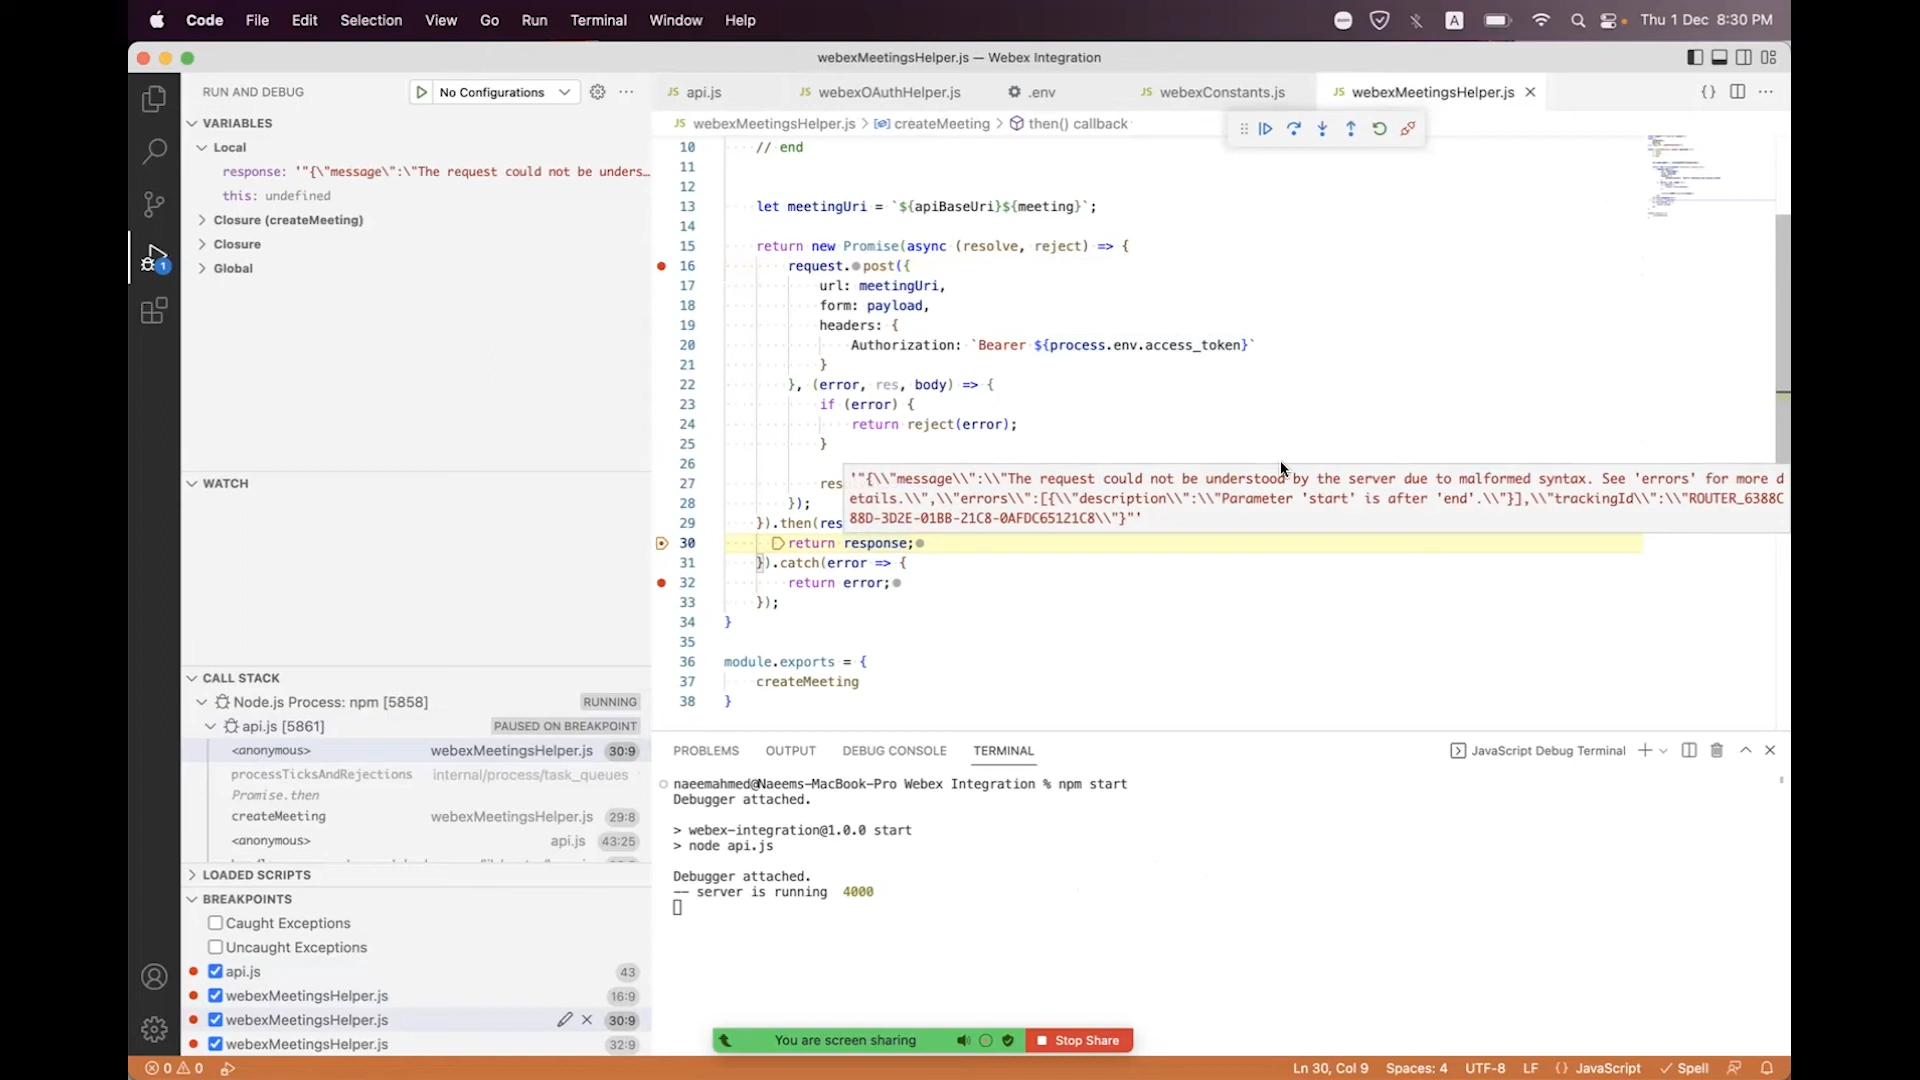 Code File Edit Selection View Go Run Terminal Window Help A Thu 1 Dec 8:30 PM
webexMeetingsHelper.js — Webex Integration
RUN AND DEBUG No Configurations
JS api.js JS webexOAuthHelper.js .env JS webexConstants.js JS webexMeetingsHelper.js
JS webexMeetingsHelper.js > createMeeting > then() callback
VARIABLES
Local
response: '"{\"message\":\"The request could not be unders…
this: undefined
Closure (createMeeting)
Closure
Global
WATCH
CALL STACK
Node.js Process: npm [5858] RUNNING
api.js [5861] PAUSED ON BREAKPOINT
<anonymous> webexMeetingsHelper.js 30:9
processTicksAndRejections internal/process/task_queues
Promise.then
createMeeting webexMeetingsHelper.js 29:8
<anonymous> api.js 43:25
LOADED SCRIPTS
BREAKPOINTS
Caught Exceptions
Uncaught Exceptions
api.js 43
webexMeetingsHelper.js 16:9
webexMeetingsHelper.js 30:9
webexMeetingsHelper.js 32:9
10 // end
11
12
13 let meetingUri = `${apiBaseUri}${meeting}`;
14
15 return new Promise(async (resolve, reject) => {
16 request.post({
17 url: meetingUri,
18 form: payload,
19 headers: {
20 Authorization: `Bearer ${process.env.access_token}`
21 }
22 }, (error, res, body) => {
23 if (error) {
24 return reject(error);
25 }
26
27 res
28 });
29 }).then(res
30 return response;
31 }).catch(error => {
32 return error;
33 });
34 }
35
36 module.exports = {
37 createMeeting
38 }
'"{\\"message\\":\\"The request could not be understood by the server due to malformed syntax. See 'errors' for more d
etails.\\",\\"errors\\":[{\\"description\\":\\"Parameter 'start' is after 'end'.\\"}],\\"trackingId\\":\\"ROUTER_6388C
88D-3D2E-01BB-21C8-0AFDC65121C8\\"}"'
PROBLEMS OUTPUT DEBUG CONSOLE TERMINAL JavaScript Debug Terminal
naeemahmed@Naeems-MacBook-Pro Webex Integration % npm start
Debugger attached.
> webex-integration@1.0.0 start
> node api.js
Debugger attached.
-- server is running 4000
You are screen sharing Stop Share
0 0 Ln 30, Col 9 Spaces: 4 UTF-8 LF {} JavaScript Spell